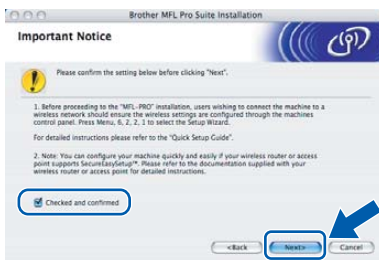 Brother MFL Pro Suite Installation
Important Notice
Please confirm the setting below before clicking "Next".
1. Before proceeding to the "MFL-PRO" installation, users wishing to connect the machine to a
wireless network should ensure the wireless settings are configured through the machines
control panel. Press Menu, 6, 2, 2, 1 to select the Setup Wizard.
For detailed instructions please refer to the "Quick Setup Guide".
2. Note: You can configure your machine quickly and easily if your wireless router or access
point supports SecureEasySetup™. Please refer to the documentation supplied with your
wireless router or access point for detailed instructions.
Checked and confirmed
<Back
Next>
Cancel